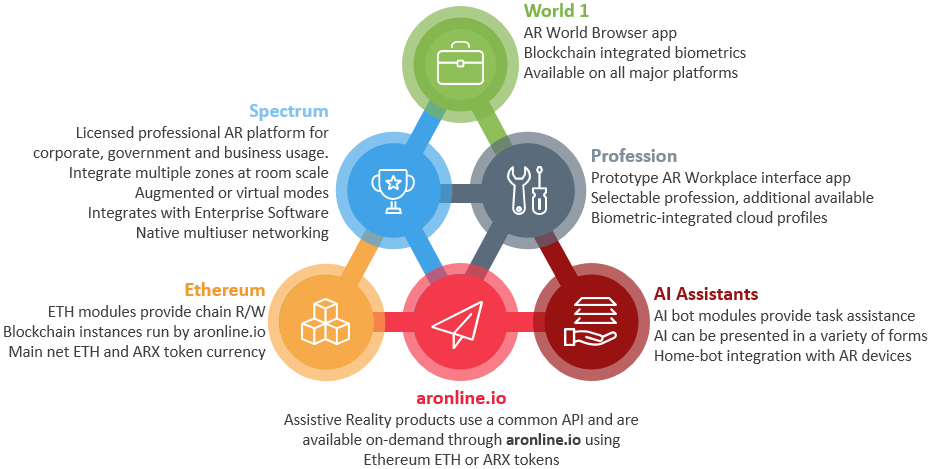 World 1
AR World Browser app
Blockchain integrated biometrics
Available on all major platforms
Spectrum
Licensed professional AR platform for
corporate, government and business usage.
Integrate multiple zones at room scale
Augmented or virtual modes
Integrates with Enterprise Software
Native multiuser networking
Profession
Prototype AR Workplace interface app
Selectable profession, additional available
Biometric-integrated cloud profiles
Ethereum
ETH modules provide chain R/W
Blockchain instances run by aronline.io
Main net ETH and ARX token currency
AI Assistants
AI bot modules provide task assistance
AI can be presented in a variety of forms
Home-bot integration with AR devices
aronline.io
Assistive Reality products use a common API and are
available on-demand through aronline.io using
Ethereum ETH or ARX tokens